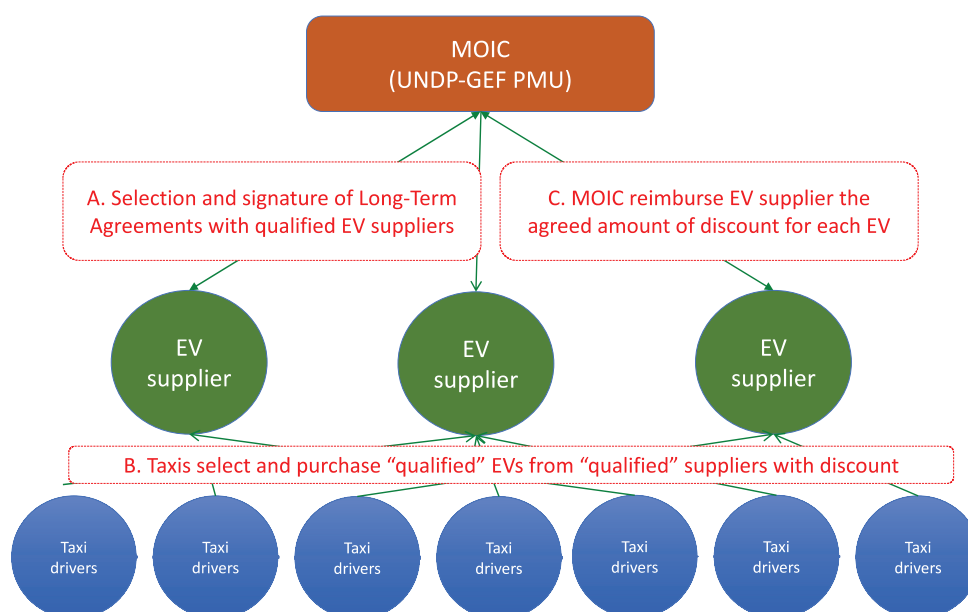 MOIC
(UNDP-GEF PMU)
A. Selection and signature of Long-Term
Agreements with qualified EV suppliers
C. MOIC reimburse EV supplier the
agreed amount of discount for each EV
EV
supplier
EV
supplier
EV
supplier
B. Taxis select and purchase “qualified” EVs from “qualified” suppliers with discount
Taxi
drivers
Taxi
drivers
Taxi
drivers
Taxi
drivers
Taxi
drivers
Taxi
drivers
Taxi
drivers